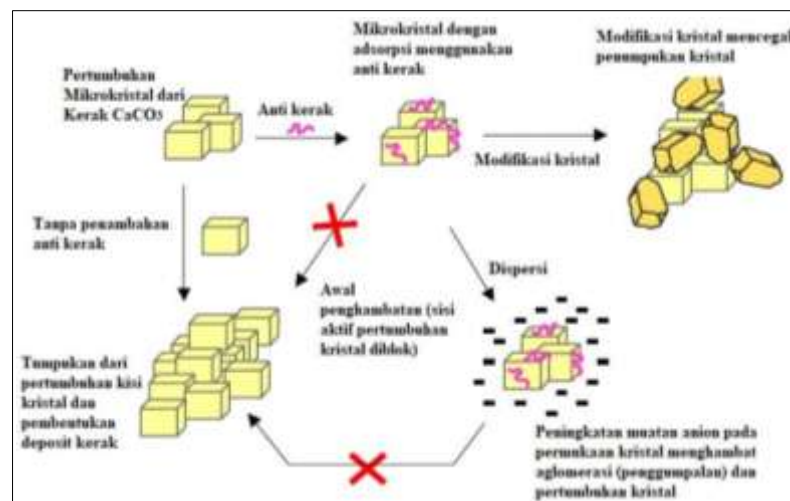 Pertumbuhan
Mikrokristal dari
Kerak CaCO3
Anti kerak
Mikrokristal dengan
adsorpsi menggunakan
anti kerak
Modifikasi kristal mencegah
penumpukan kristal
Modifikasi kristal
Tanpa penambahan
anti kerak
Dispersi
Awal
penghambatan (sisi
aktif pertumbuhan
kristal diblok)
Tumpukan dari
pertumbuhan kisi
kristal dan
pembentukan
deposit kerak
Peningkatan muatan anion pada
permukaan kristal menghambat
aglomerasi (penggumpalan) dan
pertumbuhan kristal